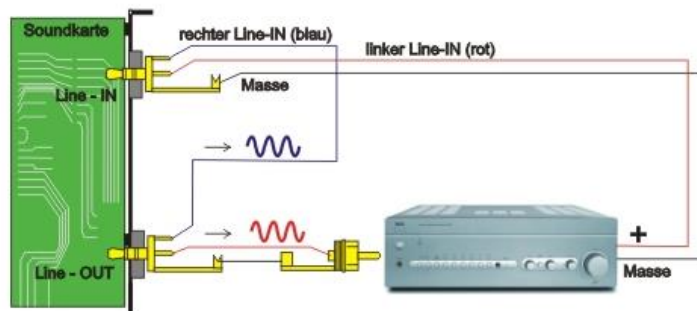 Soundkarte
rechter Line-IN (blau)
linker Line-IN (rot)
Line - IN
Masse
+
Line - OUT
Masse